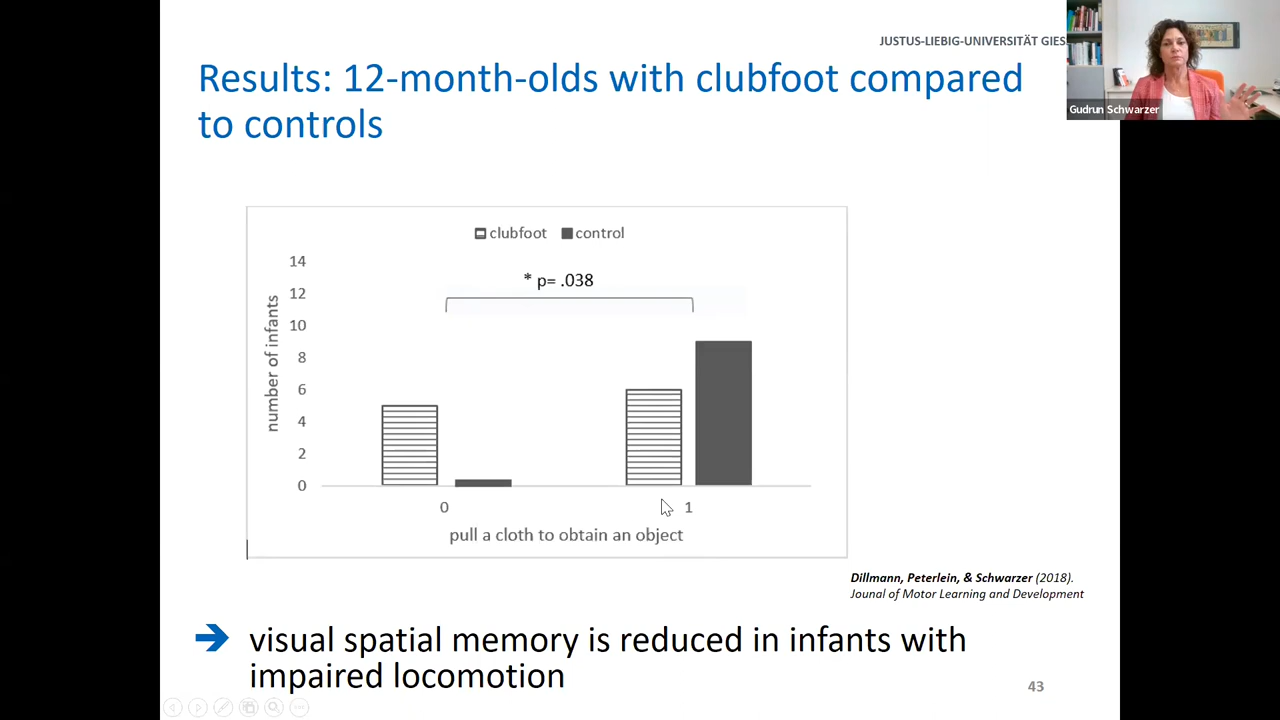 JUSTUS-LIEBIG-UNIVERSITÄT GIES
Gudrun Schwarzer
Results: 12-month-olds with clubfoot compared
to controls
clubfoot control
14
* p= .038
12
10
8
6
4
2
0
number of infants
0 1
pull a cloth to obtain an object
Dillmann, Peterlein, & Schwarzer (2018).
Jounal of Motor Learning and Development
➔ visual spatial memory is reduced in infants with
impaired locomotion
43